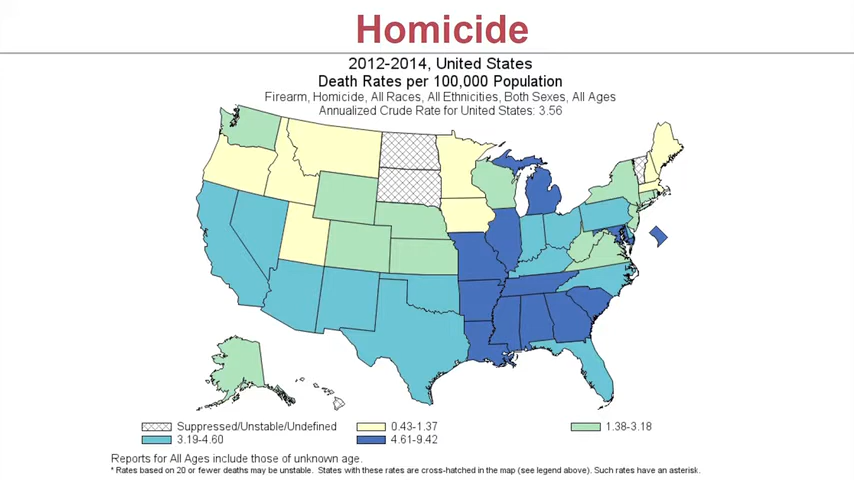 Homicide
2012-2014, United States
Death Rates per 100,000 Population
Firearm, Homicide, All Races, All Ethnicities, Both Sexes, All Ages
Annualized Crude Rate for United States: 3.56
Suppressed/Unstable/Undefined 0.43-1.37 1.38-3.18
3.19-4.60 4.61-9.42
Reports for All Ages include those of unknown age.
* Rates based on 20 or fewer deaths may be unstable. States with these rates are cross-hatched in the map (see legend above). Such rates have an asterisk.